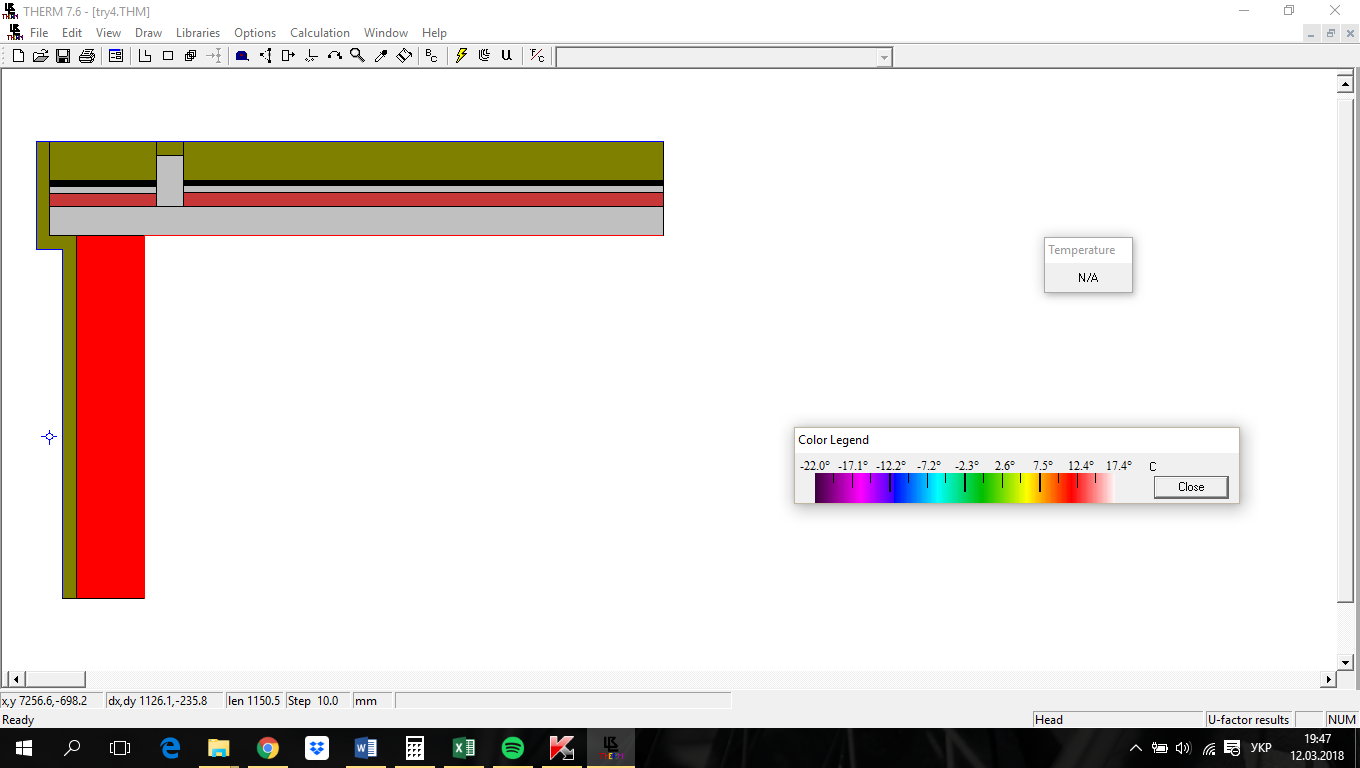 THERM 7.6 - [try4.THM]
File Edit View Draw Libraries Options Calculation Window Help
BC U T/C
Temperature
N/A
Color Legend
-22.0° -17.1° -12.2° -7.2° -2.3° 2.6° 7.5° 12.4° 17.4° C
Close
x,y 7256.6,-698.2 dx,dy 1126.1,-235.8 len 1150.5 Step 10.0 mm
Ready Head U-factor results NUM
УКР
19:47
12.03.2018